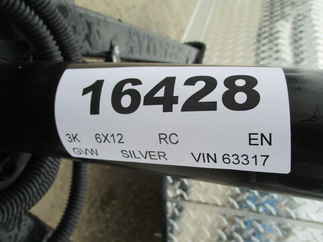 16428
3K 6X12 RC EN
GVW SILVER VIN 63317